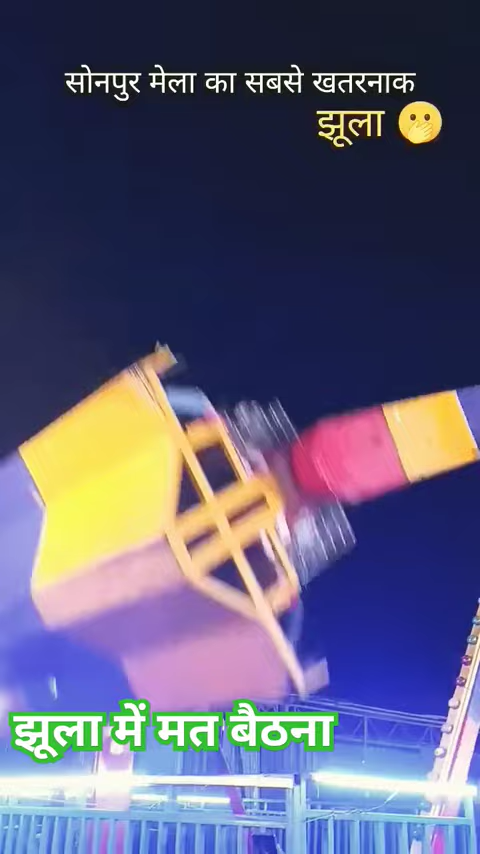 सोनपुर मेला का सबसे खतरनाक
झूला 🫢
झूला में मत बैठना